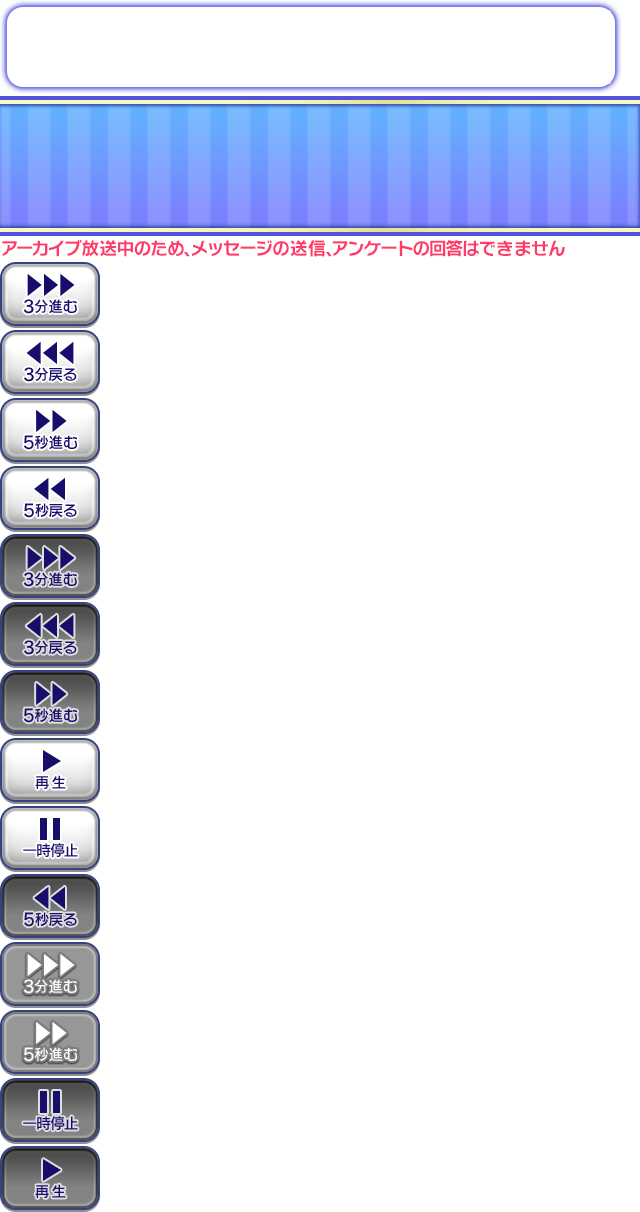 アーカイブ放送中のため、メッセージの送信、アンケートの回答はできません
3分進む
3分戻る
5秒進む
5秒戻る
3分進む
3分戻る
5秒進む
再生
一時停止
5秒戻る
3分進む
5秒進む
一時停止
再生